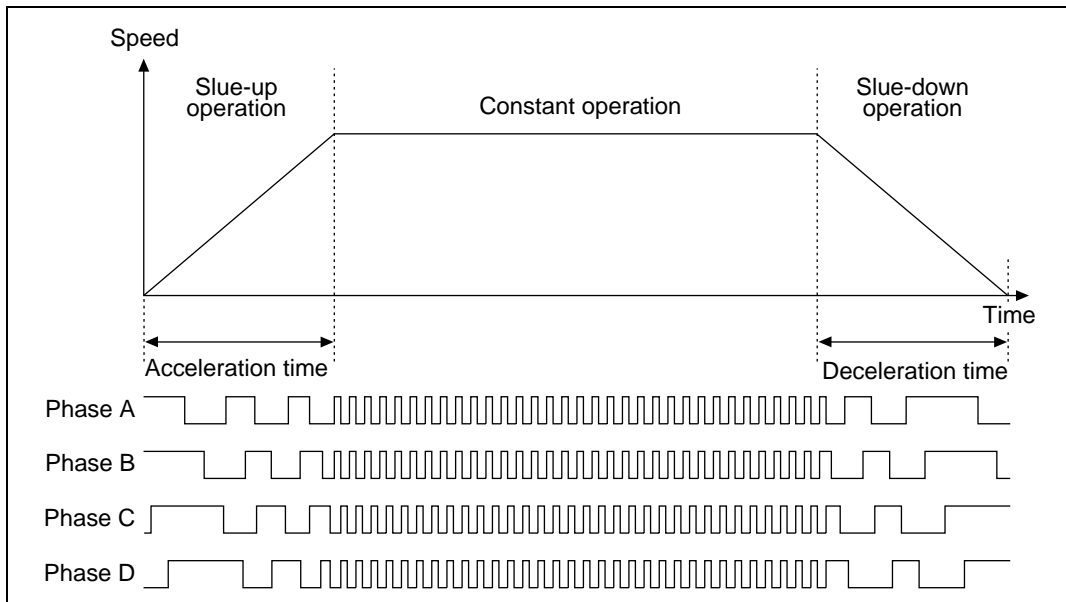 Speed
Slue-up
operation
Constant operation
Slue-down
operation
Time
Acceleration time
Deceleration time
Phase A
Phase B
Phase C
Phase D